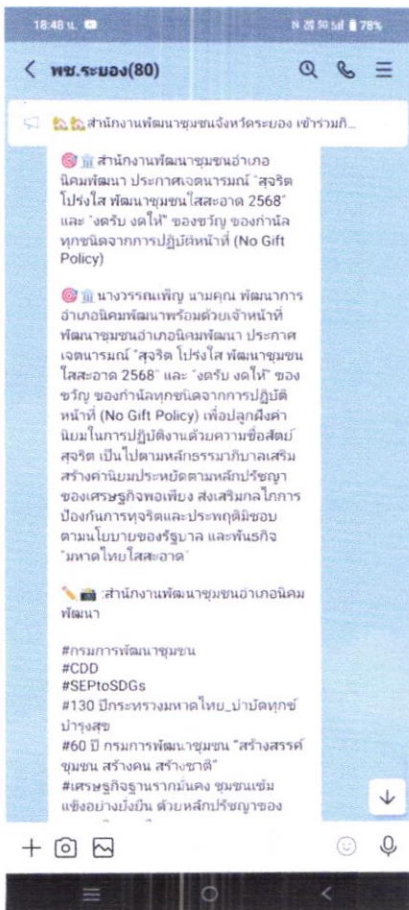 18:48 น.
78%
พช.ระยอง(80)
🏡🏡สำนักงานพัฒนาชุมชนจังหวัดระยอง เข้าร่วมกิ...
🎯🏛️ สำนักงานพัฒนาชุมชนอำเภอ
นิคมพัฒนา ประกาศเจตนารมณ์ "สุจริต
โปร่งใส พัฒนาชุมชนใสสะอาด 2568"
และ "งดรับ งดให้" ของขวัญ ของกำนัล
ทุกชนิดจากการปฏิบัติหน้าที่ (No Gift
Policy)
🎯🏛️ นางวรรณเพ็ญ นามคุณ พัฒนาการ
อำเภอนิคมพัฒนาพร้อมด้วยเจ้าหน้าที่
พัฒนาชุมชนอำเภอนิคมพัฒนา ประกาศ
เจตนารมณ์ "สุจริต โปร่งใส พัฒนาชุมชน
ใสสะอาด 2568" และ "งดรับ งดให้" ของ
ขวัญ ของกำนัลทุกชนิดจากการปฏิบัติ
หน้าที่ (No Gift Policy) เพื่อปลูกฝังค่า
นิยมในการปฏิบัติงานด้วยความซื่อสัตย์
สุจริต เป็นไปตามหลักธรรมาภิบาลเสริม
สร้างค่านิยมประหยัดตามหลักปรัชญา
ของเศรษฐกิจพอเพียง ส่งเสริมกลไกการ
ป้องกันการทุจริตและประพฤติมิชอบ
ตามนโยบายของรัฐบาล และพันธกิจ
"มหาดไทยใสสะอาด"
✏️📸 :สำนักงานพัฒนาชุมชนอำเภอนิคม
พัฒนา
#กรมการพัฒนาชุมชน
#CDD
#SEPtoSDGs
#130 ปีกระทรวงมหาดไทย_บำบัดทุกข์
บำรุงสุข
#60 ปี กรมการพัฒนาชุมชน "สร้างสรรค์
ชุมชน สร้างคน สร้างชาติ"
#เศรษฐกิจฐานรากมั่นคง ชุมชนเข้ม
แข็งอย่างยั่งยืน ด้วยหลักปรัชญาของ